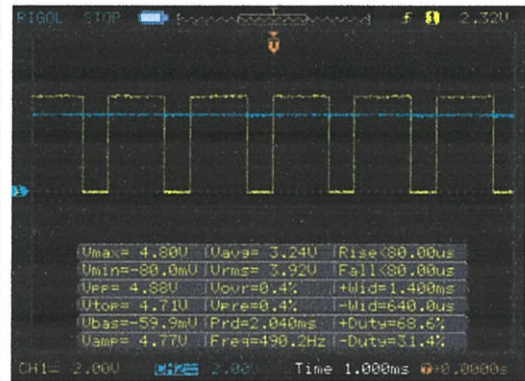 RIGOL STOP f 1 2.32V
Vmax= 4.80V Vavg= 3.24V Rise<80.00us
Vmin=-80.0mV Vrms= 3.92V Fall<80.00us
Vpp= 4.88V Vovr=0.4% +Wid=1.400ms
Vtop= 4.71V Vpre=0.4% -Wid=640.0us
Vbas=-59.9mV Prd=2.040ms +Duty=68.6%
Vamp= 4.77V Freq=490.2Hz -Duty=31.4%
CH1= 2.00V CH2= 2.00V Time 1.000ms 0.0000s